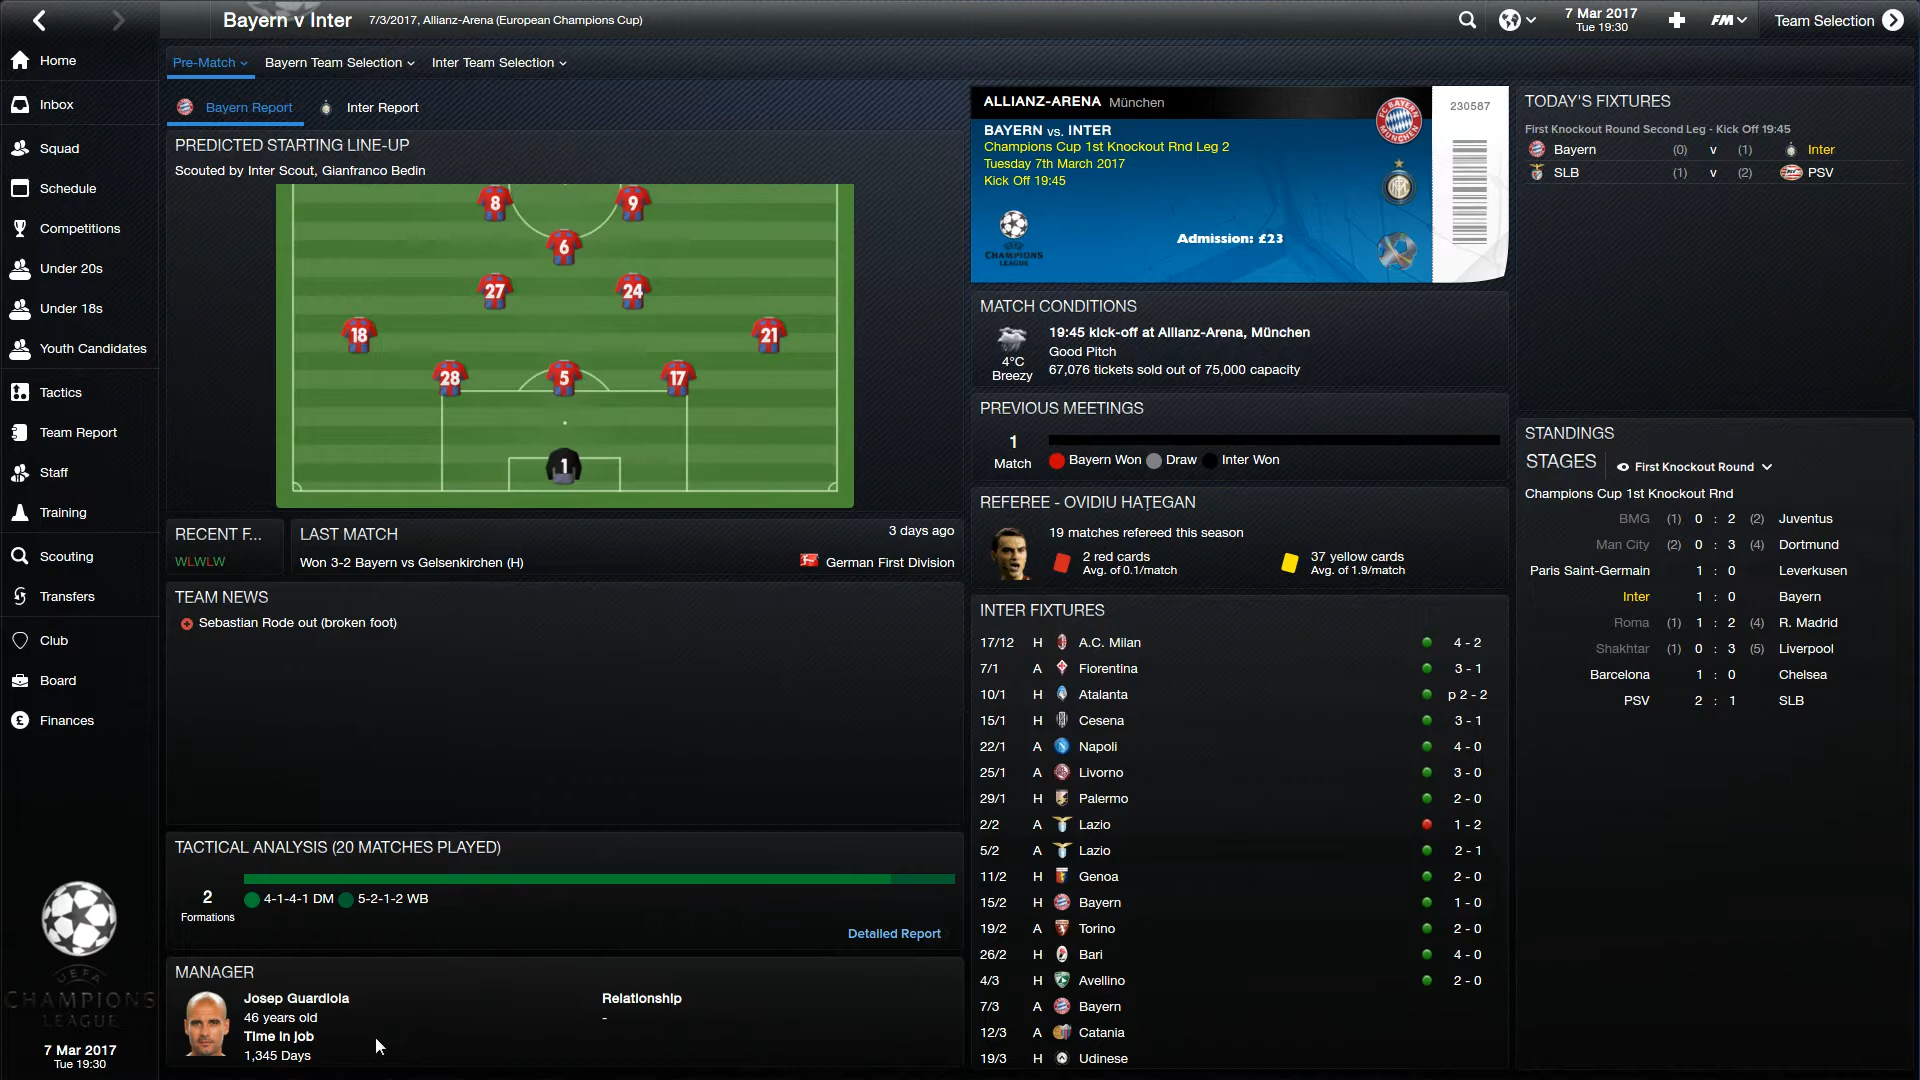 Bayern v Inter
7/3/2017, Allianz-Arena (European Champions Cup)
7 Mar 2017
Tue 19:30
FM
Team Selection
Home
Inbox
Squad
Schedule
Competitions
Under 20s
Under 18s
Youth Candidates
Tactics
Team Report
Staff
Training
Scouting
Transfers
Club
Board
Finances
UEFA
CHAMPIONS
LEAGUE
7 Mar 2017
Tue 19:30
Pre-Match Bayern Team Selection Inter Team Selection
Bayern Report Inter Report
PREDICTED STARTING LINE-UP
Scouted by Inter Scout, Gianfranco Bedin
8 9
6
27 24
18 21
28 5 17
1
RECENT F...
WLWLW
LAST MATCH 3 days ago
Won 3-2 Bayern vs Gelsenkirchen (H) German First Division
TEAM NEWS
Sebastian Rode out (broken foot)
TACTICAL ANALYSIS (20 MATCHES PLAYED)
2
Formations
4-1-4-1 DM 5-2-1-2 WB
Detailed Report
MANAGER
Josep Guardiola
46 years old
Time in job
1,345 Days
Relationship
-
ALLIANZ-ARENA München
BAYERN vs. INTER
Champions Cup 1st Knockout Rnd Leg 2
Tuesday 7th March 2017
Kick Off 19:45
CHAMPIONS
LEAGUE
Admission: £23
FC BAYERN
MÜNCHEN
230587
MATCH CONDITIONS
4°C
Breezy
19:45 kick-off at Allianz-Arena, München
Good Pitch
67,076 tickets sold out of 75,000 capacity
PREVIOUS MEETINGS
1
Match
Bayern Won Draw Inter Won
REFEREE - OVIDIU HAȚEGAN
19 matches refereed this season
2 red cards
Avg. of 0.1/match
37 yellow cards
Avg. of 1.9/match
INTER FIXTURES
17/12 H A.C. Milan 4 - 2
7/1 A Fiorentina 3 - 1
10/1 H Atalanta p 2 - 2
15/1 H Cesena 3 - 1
22/1 A Napoli 4 - 0
25/1 A Livorno 3 - 0
29/1 H Palermo 2 - 0
2/2 A Lazio 1 - 2
5/2 A Lazio 2 - 1
11/2 H Genoa 2 - 0
15/2 H Bayern 1 - 0
19/2 A Torino 2 - 0
26/2 H Bari 4 - 0
4/3 H Avellino 2 - 0
7/3 A Bayern
12/3 A Catania
19/3 H Udinese
TODAY'S FIXTURES
First Knockout Round Second Leg - Kick Off 19:45
Bayern (0) v (1) Inter
SLB (1) v (2) PSV
STANDINGS
STAGES First Knockout Round
Champions Cup 1st Knockout Rnd
BMG (1) 0 : 2 (2) Juventus
Man City (2) 0 : 3 (4) Dortmund
Paris Saint-Germain 1 : 0 Leverkusen
Inter 1 : 0 Bayern
Roma (1) 1 : 2 (4) R. Madrid
Shakhtar (1) 0 : 3 (5) Liverpool
Barcelona 1 : 0 Chelsea
PSV 2 : 1 SLB